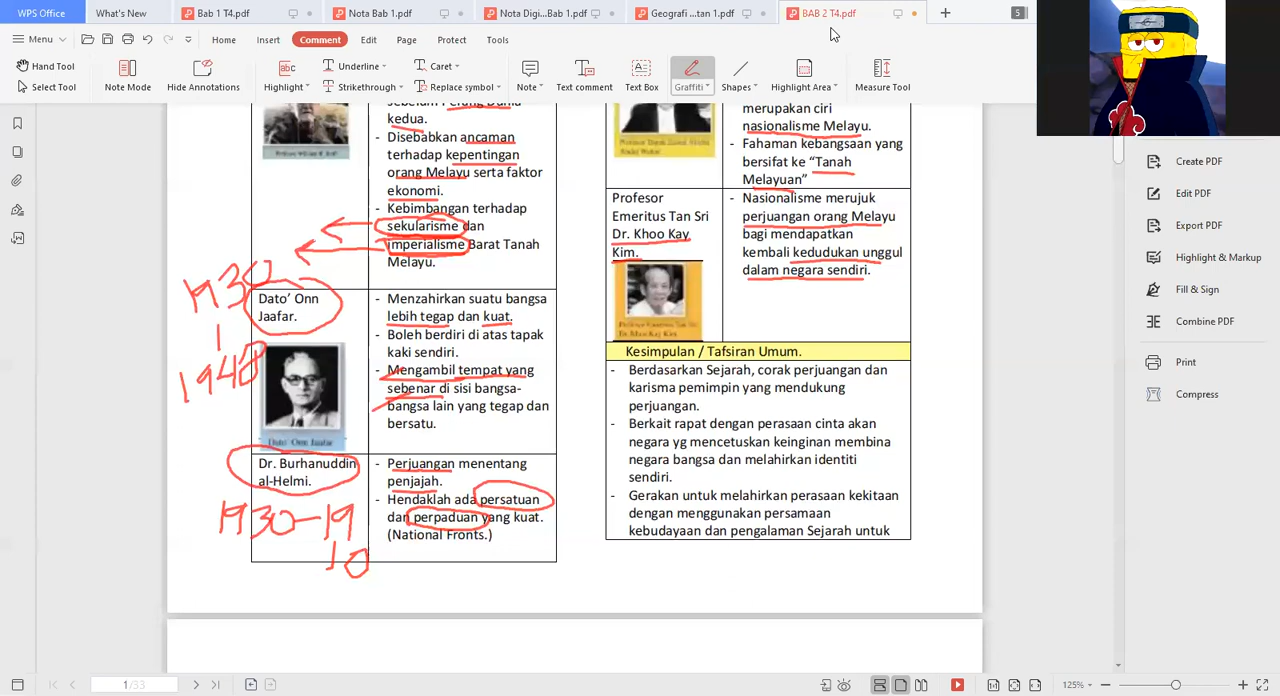 WPS Office
What's New
Bab 1 T4.pdf
Nota Bab 1.pdf
Nota Digi...Bab 1.pdf
Geografi ...tan 1.pdf
BAB 2 T4.pdf
5
Menu
Home
Insert
Comment
Edit
Page
Protect
Tools
Hand Tool
Select Tool
Note Mode
Hide Annotations
Highlight
Underline
Strikethrough
Caret
Replace symbol
Note
Text comment
Text Box
Graffiti
Shapes
Highlight Area
Measure Tool
kedua.
- Disebabkan ancaman
terhadap kepentingan
orang Melayu serta faktor
ekonomi.
- Kebimbangan terhadap
sekularisme dan
imperialisme Barat Tanah
Melayu.
1930
1
1948
Dato' Onn
Jaafar.
Dato' Onn Jaafar
- Menzahirkan suatu bangsa
lebih tegap dan kuat.
- Boleh berdiri di atas tapak
kaki sendiri.
- Mengambil tempat yang
sebenar di sisi bangsa-
bangsa lain yang tegap dan
bersatu.
Dr. Burhanuddin
al-Helmi.
1930-19
10
- Perjuangan menentang
penjajah.
- Hendaklah ada persatuan
dan perpaduan yang kuat.
(National Fronts.)
merupakan ciri
nasionalisme Melayu.
- Fahaman kebangsaan yang
bersifat ke "Tanah
Melayuan"
Profesor
Emeritus Tan Sri
Dr. Khoo Kay
Kim.
- Nasionalisme merujuk
perjuangan orang Melayu
bagi mendapatkan
kembali kedudukan unggul
dalam negara sendiri.
Kesimpulan / Tafsiran Umum.
- Berdasarkan Sejarah, corak perjuangan dan
karisma pemimpin yang mendukung
perjuangan.
- Berkait rapat dengan perasaan cinta akan
negara yg mencetuskan keinginan membina
negara bangsa dan melahirkan identiti
sendiri.
- Gerakan untuk melahirkan perasaan kekitaan
dengan menggunakan persamaan
kebudayaan dan pengalaman Sejarah untuk
Create PDF
Edit PDF
Export PDF
Highlight & Markup
Fill & Sign
Combine PDF
Print
Compress
1/33
125%